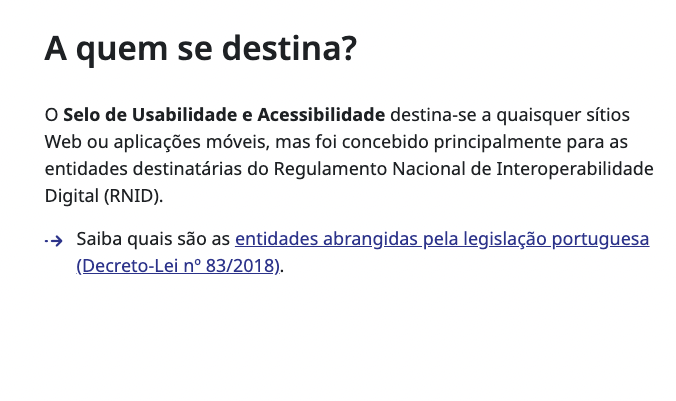 A quem se destina?
O Selo de Usabilidade e Acessibilidade destina-se a quaisquer sítios
Web ou aplicações móveis, mas foi concebido principalmente para as
entidades destinatárias do Regulamento Nacional de Interoperabilidade
Digital (RNID).
Saiba quais são as entidades abrangidas pela legislação portuguesa
(Decreto-Lei nº 83/2018).